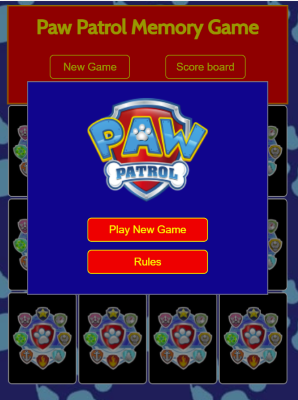 Paw Patrol Memory Game
New Game
Score board
PAW
PATROL
Play New Game
Rules